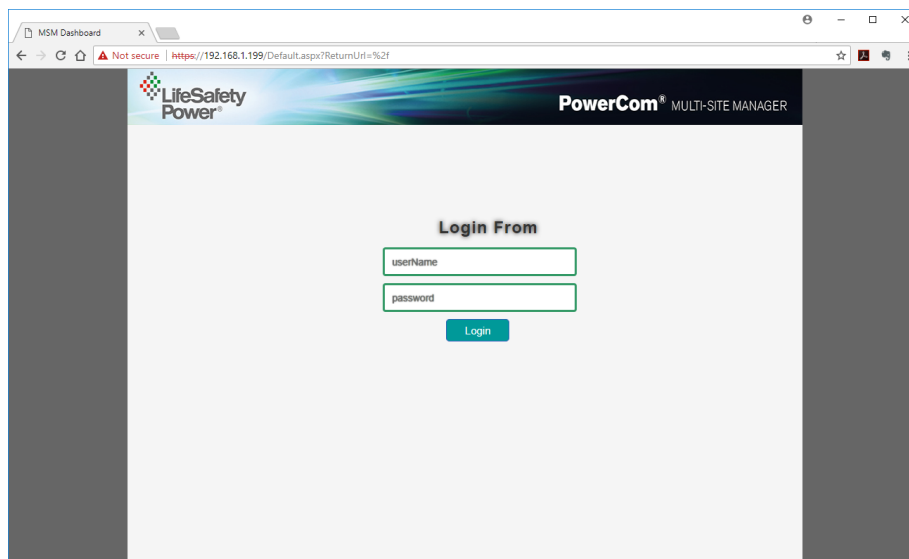 MSM Dashboard
Not secure | https://192.168.1.199/Default.aspx?ReturnUrl=%2f
LifeSafety
Power®
PowerCom® MULTI-SITE MANAGER
Login From
userName
password
Login